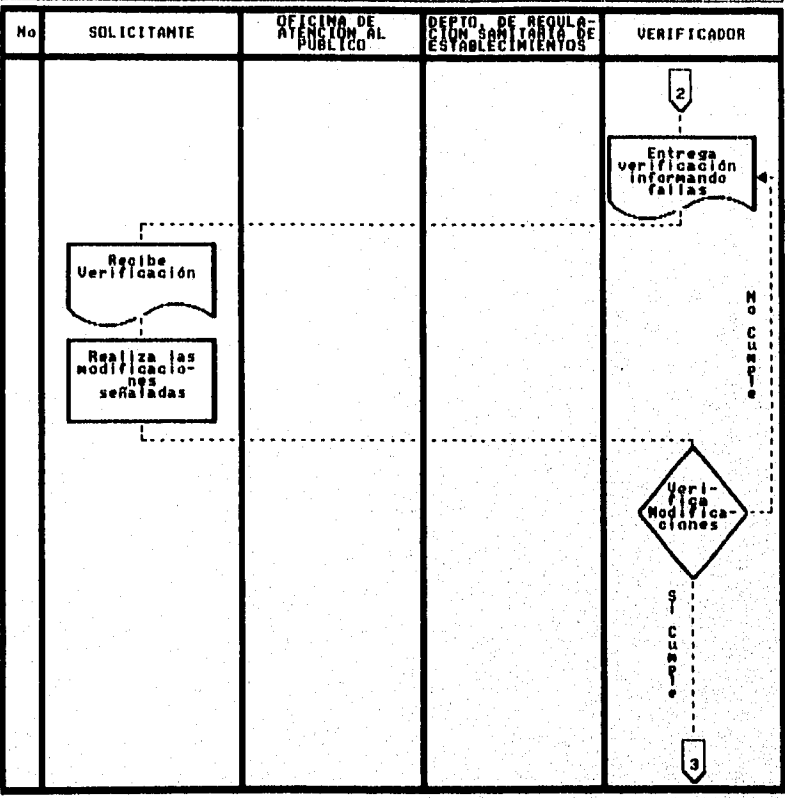 No
SOLICITANTE
OFICINA DE
ATENCION AL
PUBLICO
DEPTO. DE REGULA-
CION SANITARIA DE
ESTABLECIMIENTOS
VERIFICADOR
2
Entrega
verificación
informando
fallas
Recibe
Verificación
Realiza las
modificacio-
nes
señaladas
No Cumple
Veri-
fica
Modifica-
ciones
Si Cumple
3